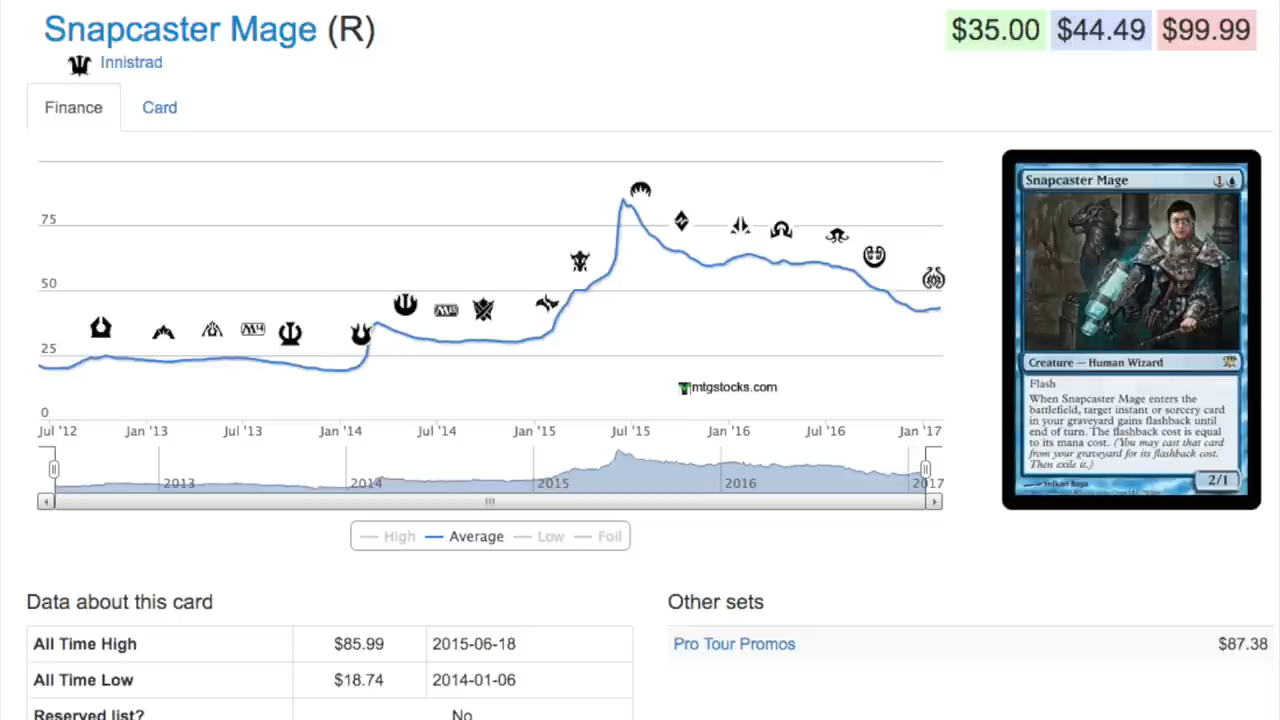 Snapcaster Mage (R)
$35.00 $44.49 $99.99
Innistrad
Finance Card
75
50
25
0
Jul '12 Jan '13 Jul '13 Jan '14 Jul '14 Jan '15 Jul '15 Jan '16 Jul '16 Jan '17
M14
M15
mtgstocks.com
2013 2014 2015 2016 2017
High Average Low Foil
Snapcaster Mage 1
Creature — Human Wizard
Flash
When Snapcaster Mage enters the
battlefield, target instant or sorcery card
in your graveyard gains flashback until
end of turn. The flashback cost is equal
to its mana cost. (You may cast that card
from your graveyard for its flashback cost.
Then exile it.)
2/1
Data about this card
All Time High $85.99 2015-06-18
All Time Low $18.74 2014-01-06
Reserved list? No
Other sets
Pro Tour Promos $87.38